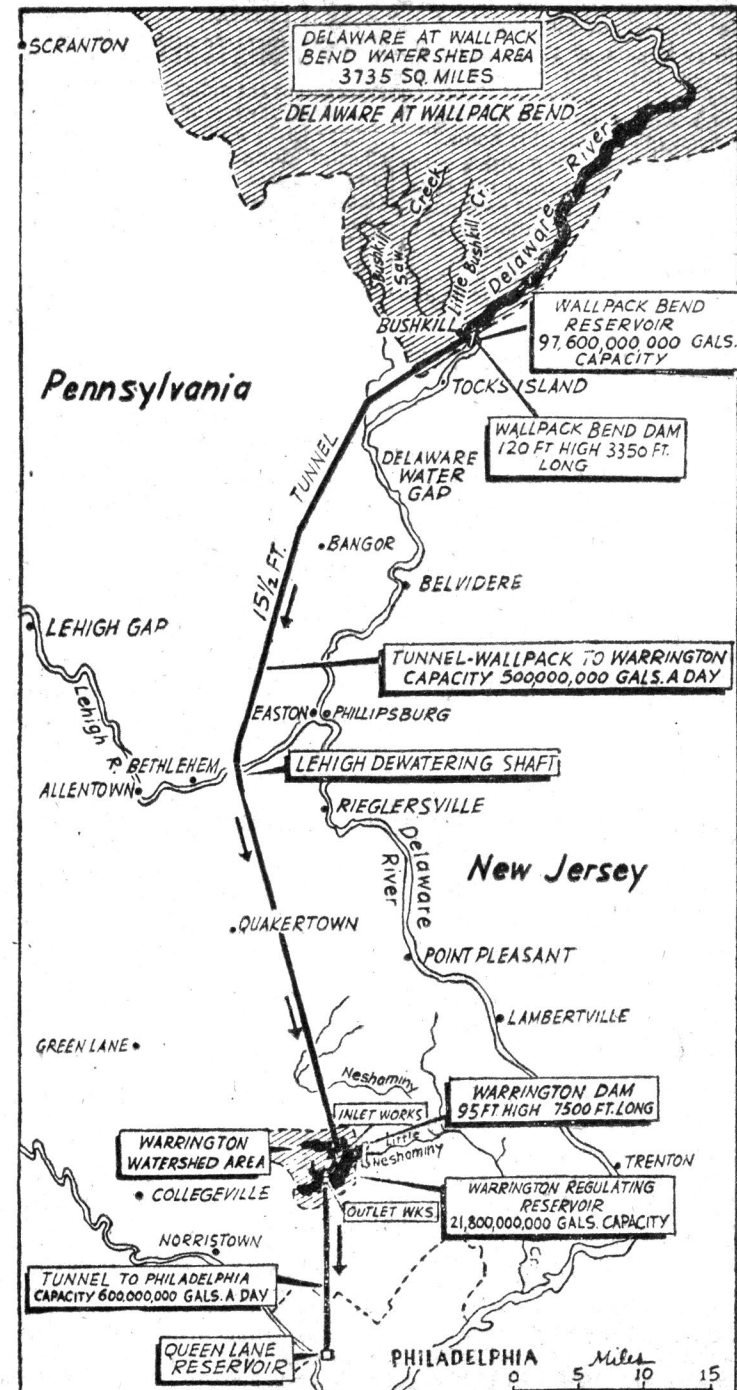 SCRANTON
DELAWARE AT WALLPACK
BEND WATERSHED AREA
3735 SQ. MILES
DELAWARE AT WALLPACK BEND
Delaware River
Bushkill
Saw Creek
Little Bushkill Cr.
BUSHKILL
WALLPACK BEND
RESERVOIR
97,600,000,000 GALS.
CAPACITY
Pennsylvania
TOCKS ISLAND
WALLPACK BEND DAM
120 FT HIGH 3350 FT.
LONG
DELAWARE
WATER
GAP
15 1/2 FT. TUNNEL
BANGOR
BELVIDERE
LEHIGH GAP
TUNNEL-WALLPACK TO WARRINGTON
CAPACITY 500,000,000 GALS. A DAY
Lehigh R.
EASTON
PHILLIPSBURG
BETHLEHEM
LEHIGH DEWATERING SHAFT
ALLENTOWN
RIEGLERSVILLE
Delaware
River
New Jersey
QUAKERTOWN
POINT PLEASANT
LAMBERTVILLE
GREEN LANE
Neshaminy
INLET WORKS
WARRINGTON DAM
95 FT HIGH 7500 FT. LONG
WARRINGTON
WATERSHED AREA
Little
Neshaminy
TRENTON
COLLEGEVILLE
WARRINGTON REGULATING
RESERVOIR
21,800,000,000 GALS. CAPACITY
OUTLET WKS.
NORRISTOWN
Cr.
TUNNEL TO PHILADELPHIA
CAPACITY 600,000,000 GALS. A DAY
QUEEN LANE
RESERVOIR
PHILADELPHIA
Miles
0 5 10 15